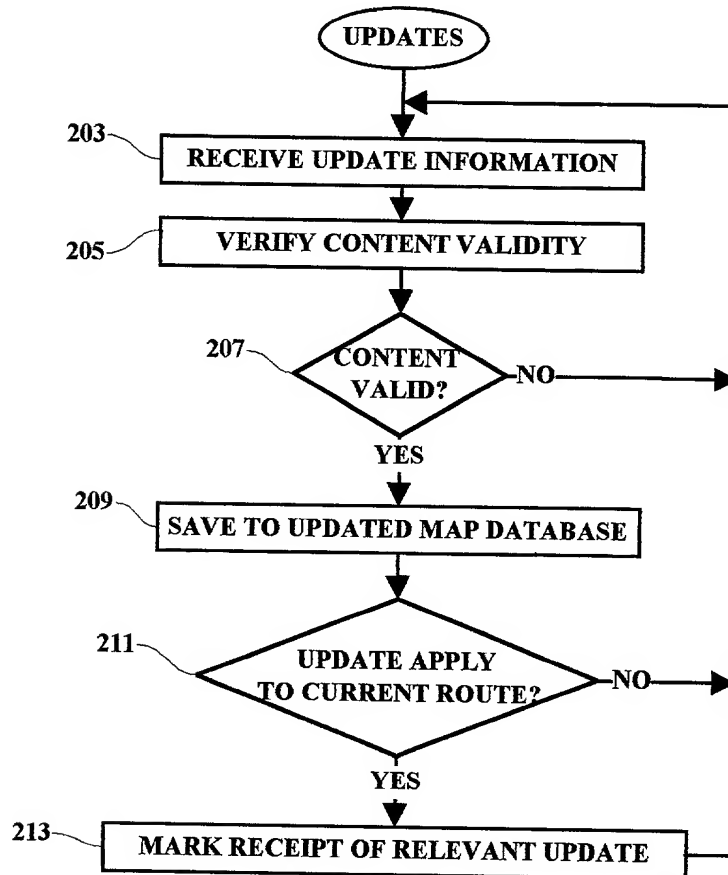 UPDATES
203
RECEIVE UPDATE INFORMATION
205
VERIFY CONTENT VALIDITY
207
CONTENT
VALID?
NO
YES
209
SAVE TO UPDATED MAP DATABASE
211
UPDATE APPLY
TO CURRENT ROUTE?
NO
YES
213
MARK RECEIPT OF RELEVANT UPDATE